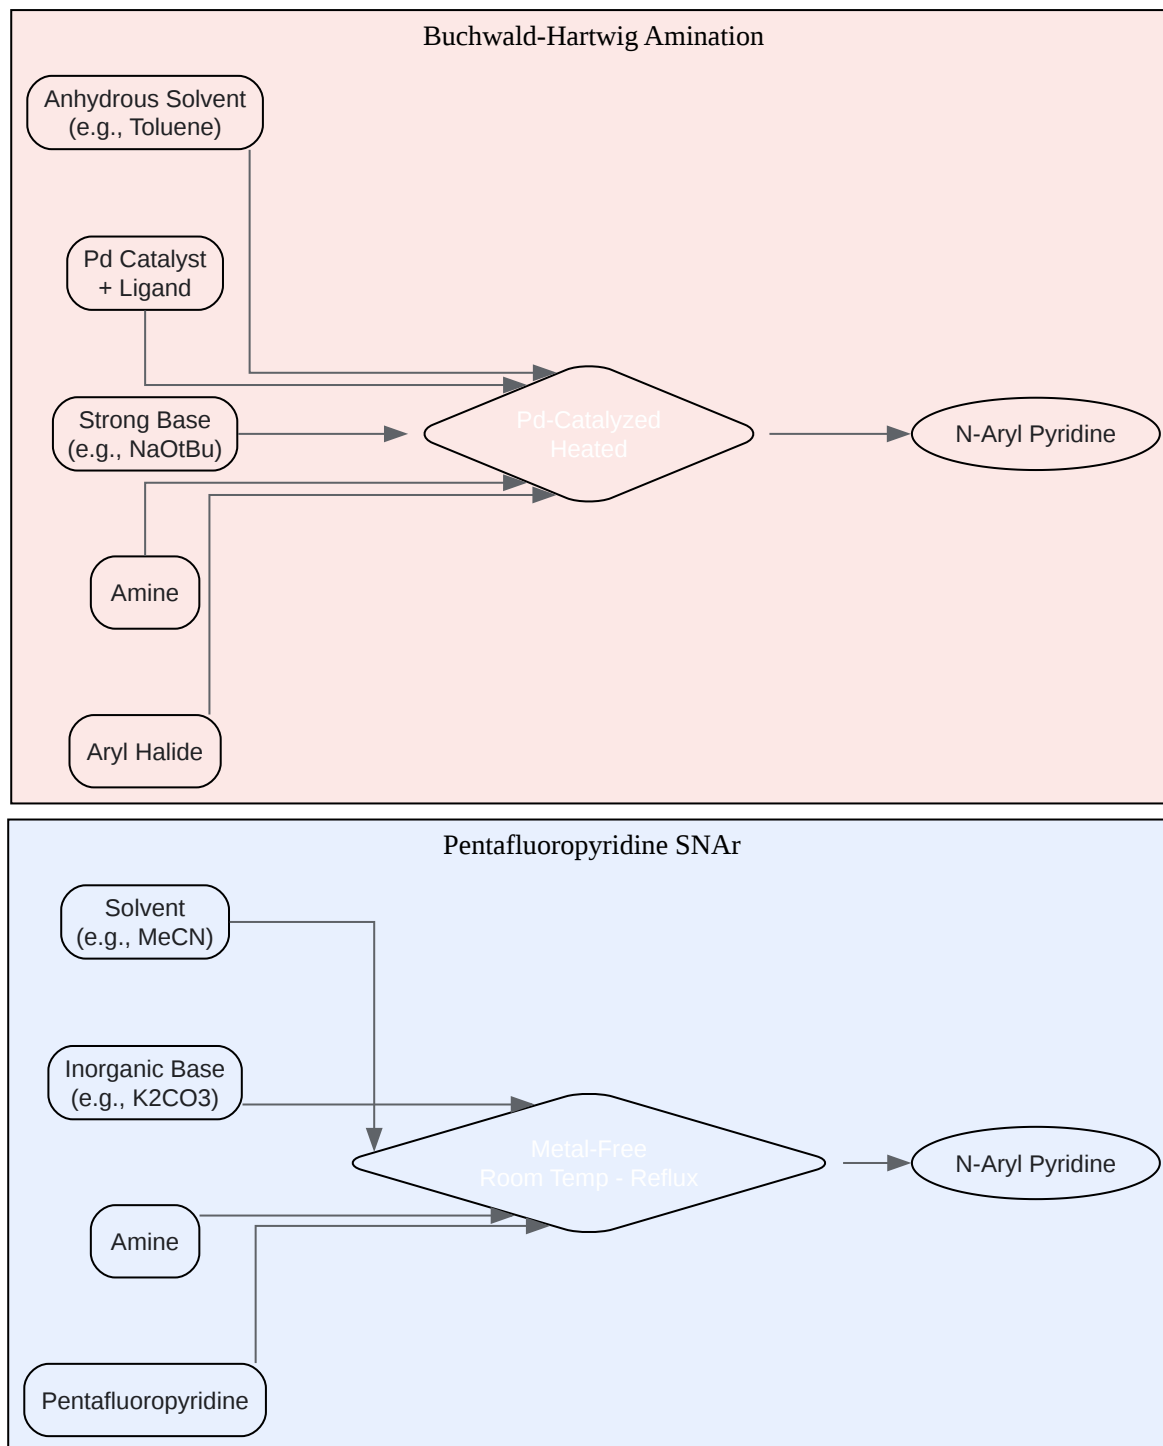 Buchwald-Hartwig Amination
Anhydrous Solvent
(e.g., Toluene)
Pd Catalyst
+ Ligand
Strong Base
(e.g., NaOtBu)
Pd-Catalyzed
Heated
N-Aryl Pyridine
Amine
Aryl Halide
Pentafluoropyridine SNAr
Solvent
(e.g., MeCN)
Inorganic Base
(e.g., K2CO3)
Metal-Free
Room Temp - Reflux
N-Aryl Pyridine
Amine
Pentafluoropyridine